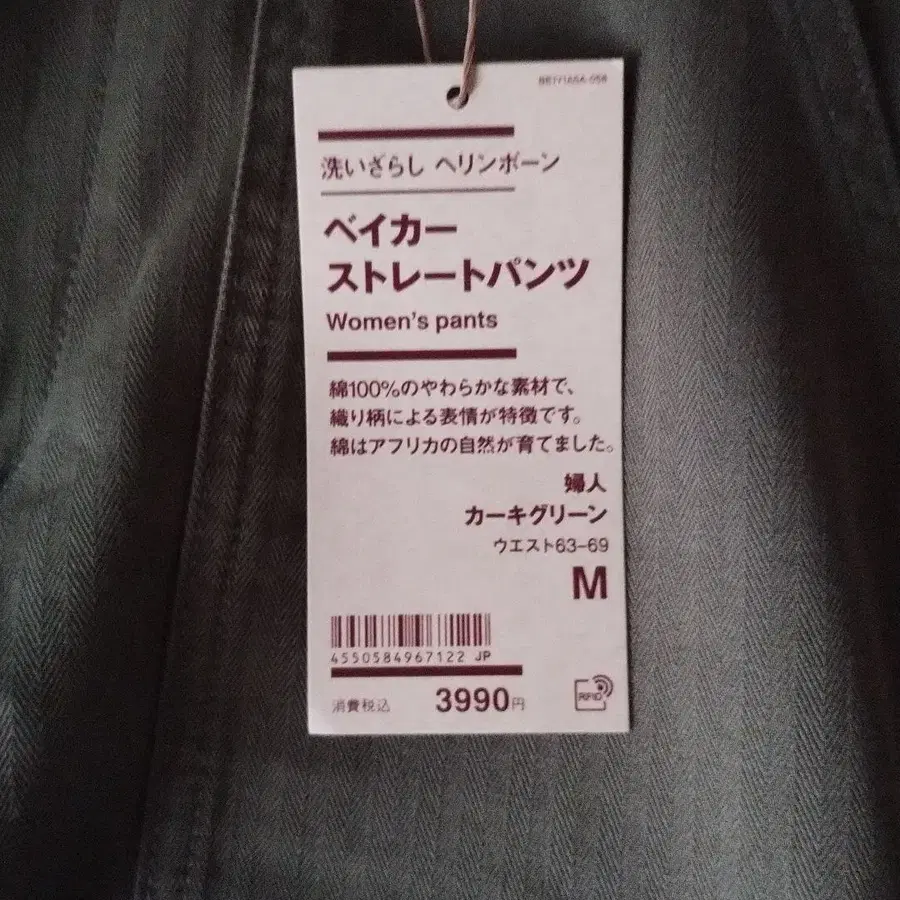 洗いざらし ヘリンボーン
ベイカー
ストレートパンツ
Women's pants
綿100%のやわらかな素材で、
織り柄による表情が特徴です。
綿はアフリカの自然が育てました。
婦人
カーキグリーン
ウエスト63-69
M
4550584967122 JP
消費税込 3990円
RFID